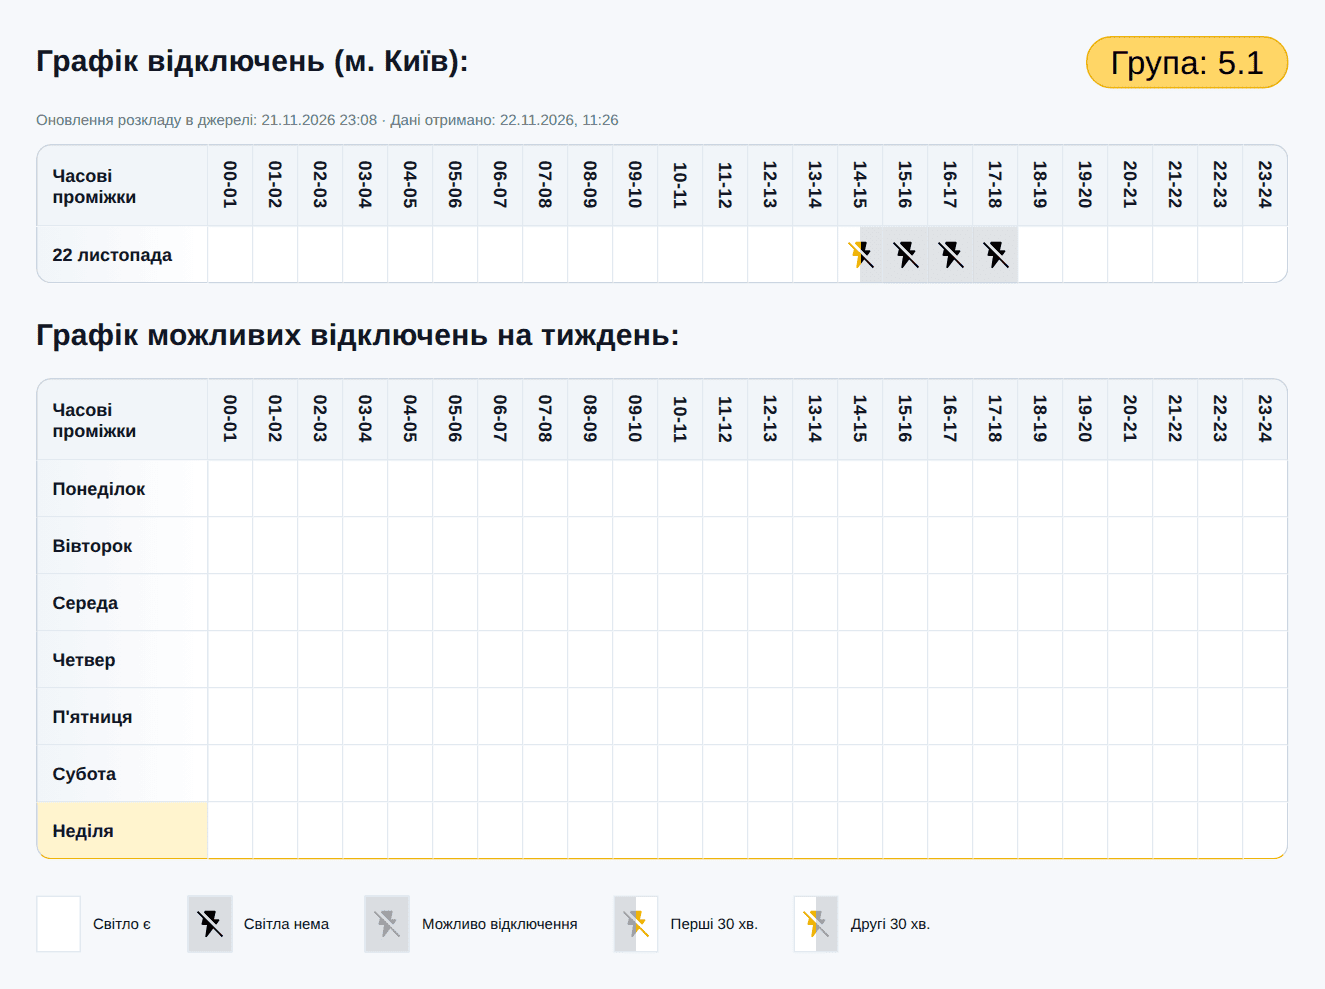 Графік відключень (м. Київ):
Група: 5.1
Оновлення розкладу в джерелі: 21.11.2026 23:08 · Дані отримано: 22.11.2026, 11:26
Часові проміжки 00-01 01-02 02-03 03-04 04-05 05-06 06-07 07-08 08-09 09-10 10-11 11-12 12-13 13-14 14-15 15-16 16-17 17-18 18-19 19-20 20-21 21-22 22-23 23-24
22 листопада
Графік можливих відключень на тиждень:
Часові проміжки 00-01 01-02 02-03 03-04 04-05 05-06 06-07 07-08 08-09 09-10 10-11 11-12 12-13 13-14 14-15 15-16 16-17 17-18 18-19 19-20 20-21 21-22 22-23 23-24
Понеділок
Вівторок
Середа
Четвер
П'ятниця
Субота
Неділя
Світло є Світла нема Можливо відключення Перші 30 хв. Другі 30 хв.